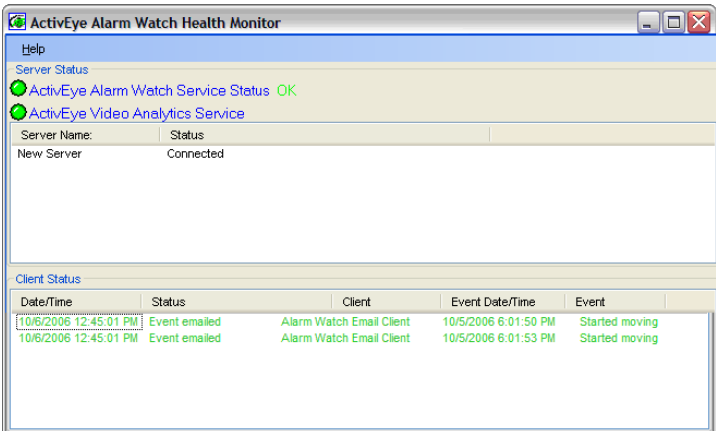 ActivEye Alarm Watch Health Monitor
Help
Server Status
ActivEye Alarm Watch Service Status OK
ActivEye Video Analytics Service
Server Name: Status
New Server Connected
Client Status
Date/Time Status Client Event Date/Time Event
10/6/2006 12:45:01 PM Event emailed Alarm Watch Email Client 10/5/2006 6:01:50 PM Started moving
10/6/2006 12:45:01 PM Event emailed Alarm Watch Email Client 10/5/2006 6:01:53 PM Started moving